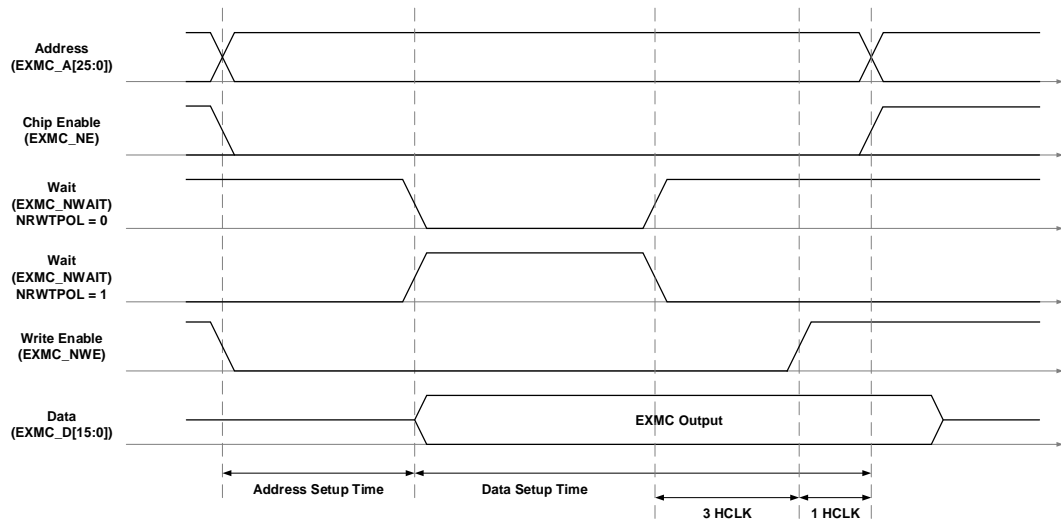 Address
(EXMC_A[25:0])
Chip Enable
(EXMC_NE)
Wait
(EXMC_NWAIT)
NRWTPOL = 0
Wait
(EXMC_NWAIT)
NRWTPOL = 1
Write Enable
(EXMC_NWE)
Data
(EXMC_D[15:0])
EXMC Output
Address Setup Time
Data Setup Time
3 HCLK
1 HCLK